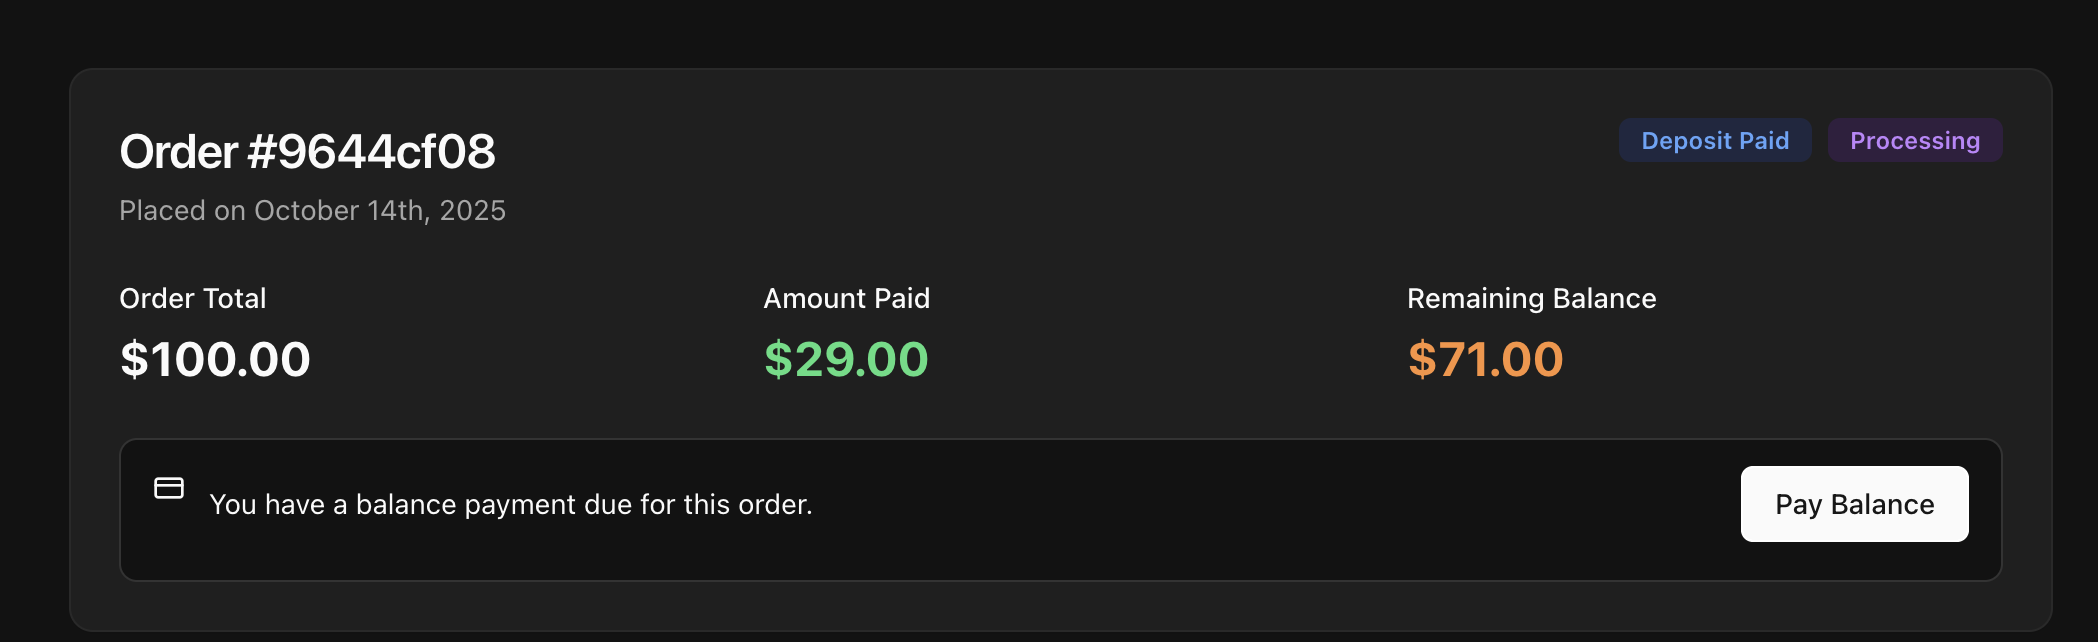 Order #9644cf08
Deposit Paid
Processing
Placed on October 14th, 2025
Order Total
Amount Paid
Remaining Balance
$100.00
$29.00
$71.00
You have a balance payment due for this order.
Pay Balance